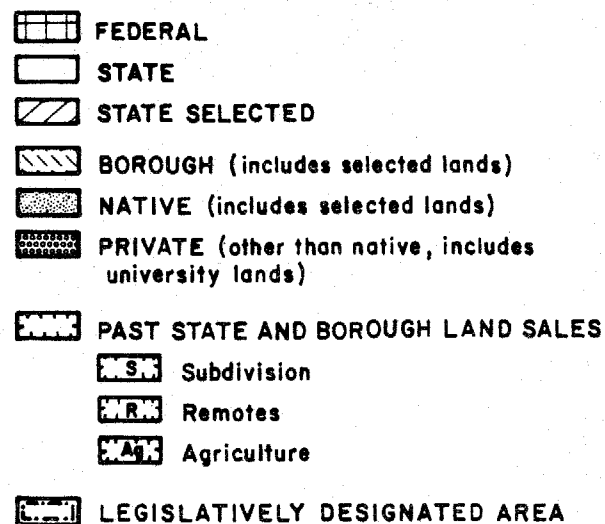 FEDERAL
STATE
STATE SELECTED
BOROUGH (includes selected lands)
NATIVE (includes selected lands)
PRIVATE (other than native, includes
university lands)
PAST STATE AND BOROUGH LAND SALES
S Subdivision
R Remotes
Ag Agriculture
LEGISLATIVELY DESIGNATED AREA